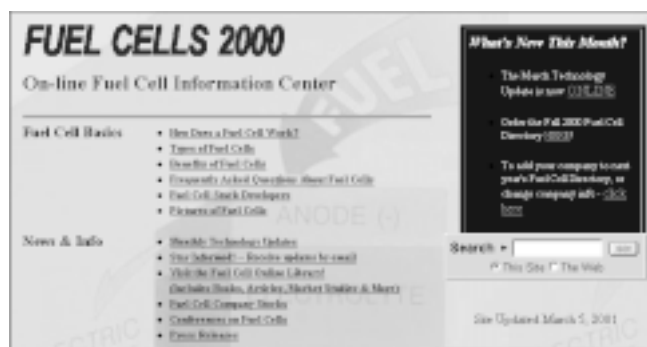 FUEL CELLS 2000
On-line Fuel Cell Information Center
Fuel Cell Basics
How Does a Fuel Cell Work?
Types of Fuel Cells
Benefits of Fuel Cells
Frequently Asked Questions About Fuel Cells
Fuel Cell Stack Developers
Pictures of Fuel Cells
News & Info
Monthly Technology Updates
Stay Informed! - Receive updates by email
Visit the Fuel Cell Online Library!
(Includes Books, Articles, Market Studies & More)
Fuel Cell Company Stocks
Conferences on Fuel Cells
Press Releases
What's New This Month?
The March Technology
Update is now ONLINE
Order the Fall 2000 Fuel Cell
Directory
To add your company to next
year's Fuel Cell Directory, or
change company info - click
here
Search
This Site The Web
Site Updated March 5, 2001
FUEL
ANODE (-)